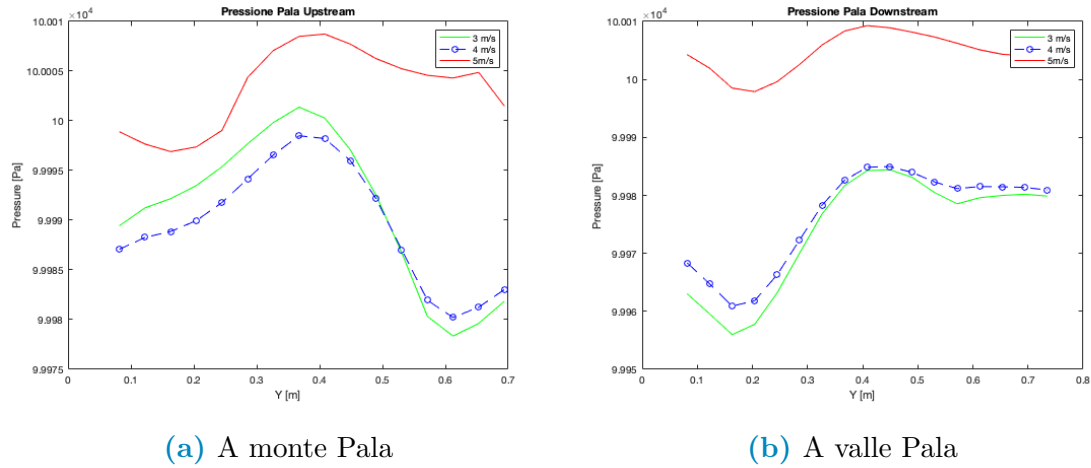 Pressione Pala Upstream
×10⁴
10.001
10.0005
10
9.9995
9.999
9.9985
9.998
9.9975
Pressure [Pa]
0 0.1 0.2 0.3 0.4 0.5 0.6 0.7
Y [m]
3 m/s
4 m/s
5m/s
(a) A monte Pala
Pressione Pala Downstream
×10⁴
10.001
10
9.999
9.998
9.997
9.996
9.995
Pressure [Pa]
0 0.1 0.2 0.3 0.4 0.5 0.6 0.7 0.8
Y [m]
3 m/s
4 m/s
5m/s
(b) A valle Pala